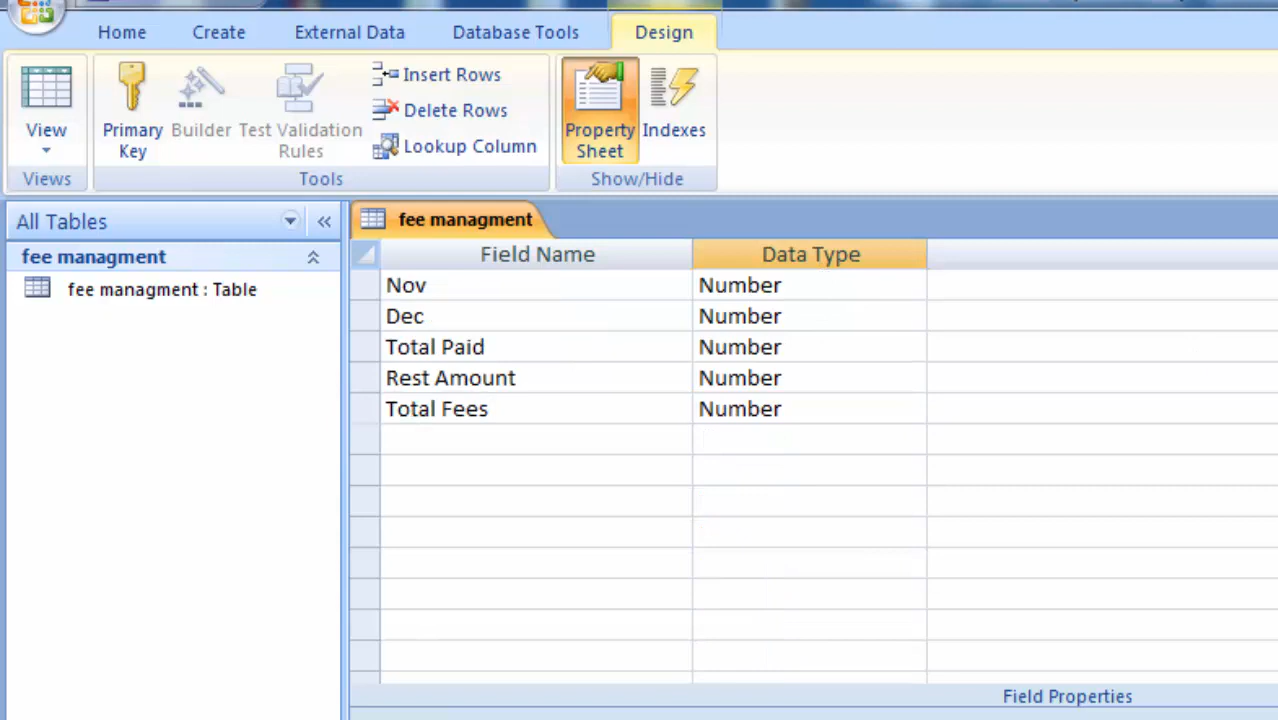 Home Create External Data Database Tools Design
View
Primary Key
Builder
Test Validation Rules
Insert Rows
Delete Rows
Lookup Column
Property Sheet
Indexes
Views Tools Show/Hide
All Tables
fee managment
fee managment : Table
fee managment
Field Name Data Type
Nov Number
Dec Number
Total Paid Number
Rest Amount Number
Total Fees Number
Field Properties